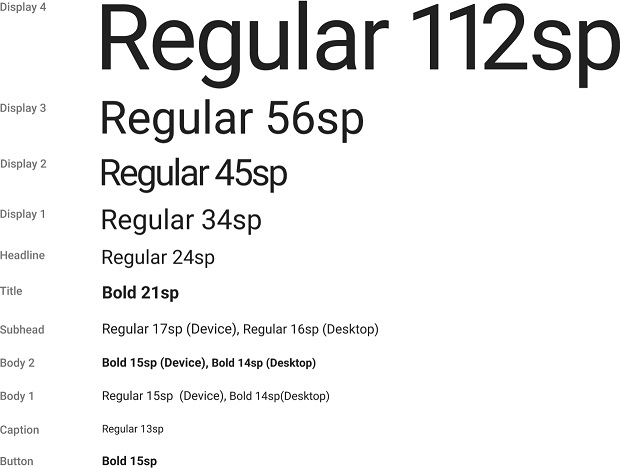 Display 4 Regular 112sp
Display 3 Regular 56sp
Display 2 Regular 45sp
Display 1 Regular 34sp
Headline Regular 24sp
Title Bold 21sp
Subhead Regular 17sp (Device), Regular 16sp (Desktop)
Body 2 Bold 15sp (Device), Bold 14sp (Desktop)
Body 1 Regular 15sp (Device), Bold 14sp(Desktop)
Caption Regular 13sp
Button Bold 15sp